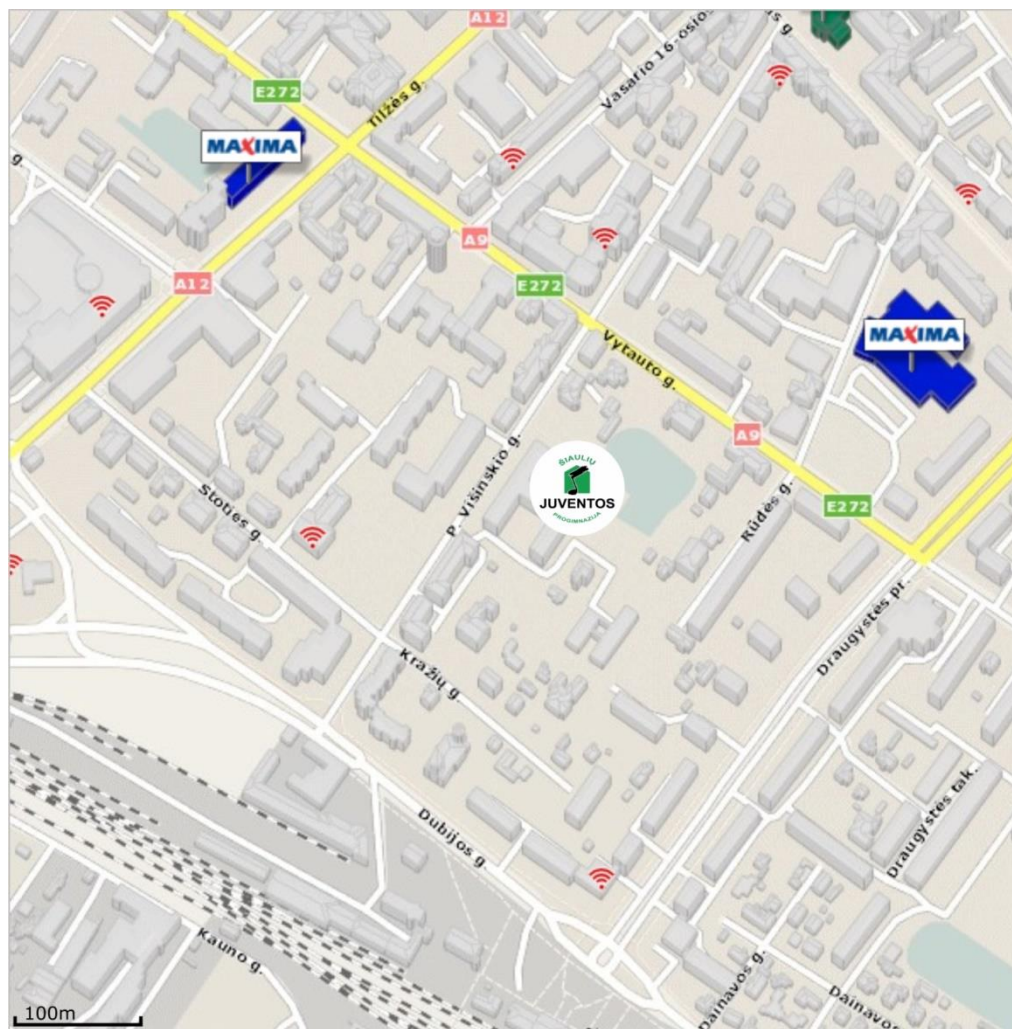 A12
us g.
Vasario 16-osios
E272
Tilžės g.
MAXIMA
g.
A9
A12
E272
MAXIMA
Vytauto g.
A9
P. Višinskio g.
ŠIAULIŲ
JUVENTOS
PROGIMNAZIJA
Stoties g.
Rūdės g.
E272
Draugystės pr.
Kražių g.
Draugystės tak.
Dubijos g.
Kauno g.
Dainavos g.
Dainavos g.
100m